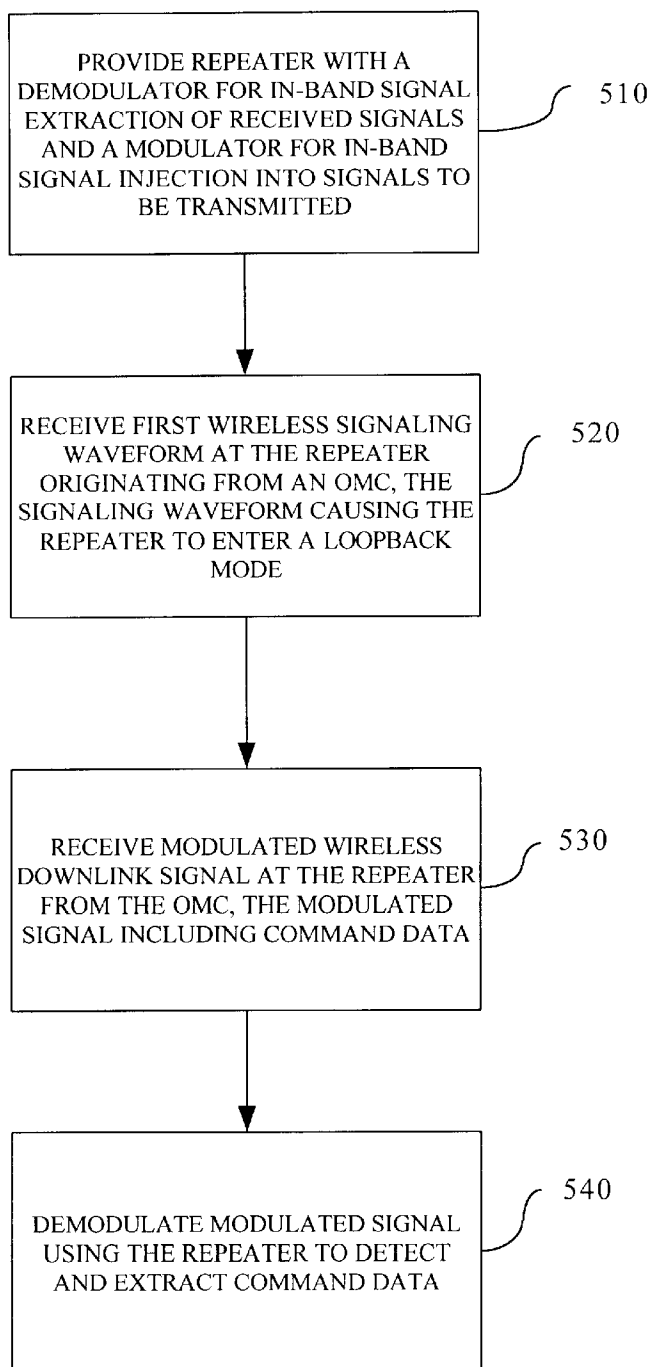 PROVIDE REPEATER WITH A
DEMODULATOR FOR IN-BAND SIGNAL
EXTRACTION OF RECEIVED SIGNALS
AND A MODULATOR FOR IN-BAND
SIGNAL INJECTION INTO SIGNALS TO
BE TRANSMITTED
510
RECEIVE FIRST WIRELESS SIGNALING
WAVEFORM AT THE REPEATER
ORIGINATING FROM AN OMC, THE
SIGNALING WAVEFORM CAUSING THE
REPEATER TO ENTER A LOOPBACK
MODE
520
RECEIVE MODULATED WIRELESS
DOWNLINK SIGNAL AT THE REPEATER
FROM THE OMC, THE MODULATED
SIGNAL INCLUDING COMMAND DATA
530
DEMODULATE MODULATED SIGNAL
USING THE REPEATER TO DETECT
AND EXTRACT COMMAND DATA
540